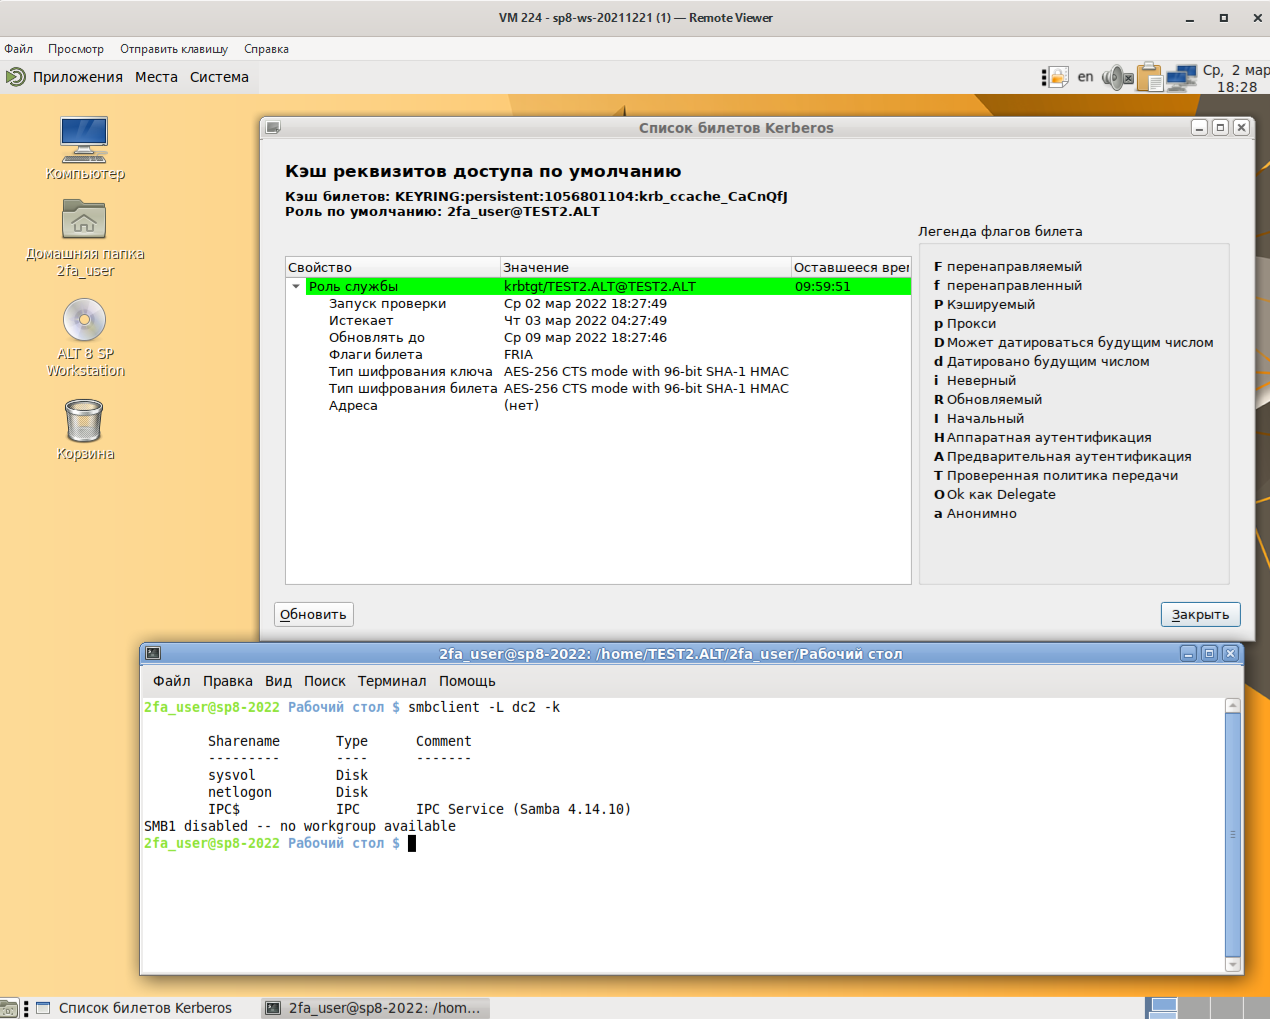 VM 224 - sp8-ws-20211221 (1) — Remote Viewer
Файл Просмотр Отправить клавишу Справка
Приложения Места Система
en
Ср, 2 мар
18:28
Компьютер
Домашняя папка
2fa_user
ALT 8 SP
Workstation
Корзина
Список билетов Kerberos
Кэш реквизитов доступа по умолчанию
Кэш билетов: KEYRING:persistent:1056801104:krb_ccache_CaCnQfJ
Роль по умолчанию: 2fa_user@TEST2.ALT
Свойство Значение Оставшееся врем
Роль службы krbtgt/TEST2.ALT@TEST2.ALT 09:59:51
Запуск проверки Ср 02 мар 2022 18:27:49
Истекает Чт 03 мар 2022 04:27:49
Обновлять до Ср 09 мар 2022 18:27:46
Флаги билета FRIA
Тип шифрования ключа AES-256 CTS mode with 96-bit SHA-1 HMAC
Тип шифрования билета AES-256 CTS mode with 96-bit SHA-1 HMAC
Адреса (нет)
Легенда флагов билета
F перенаправляемый
f перенаправленный
P Кэшируемый
p Прокси
D Может датироваться будущим числом
d Датировано будущим числом
i Неверный
R Обновляемый
I Начальный
H Аппаратная аутентификация
A Предварительная аутентификация
T Проверенная политика передачи
O Ok как Delegate
a Анонимно
Обновить
Закрыть
2fa_user@sp8-2022: /home/TEST2.ALT/2fa_user/Рабочий стол
Файл Правка Вид Поиск Терминал Помощь
2fa_user@sp8-2022 Рабочий стол $ smbclient -L dc2 -k
Sharename Type Comment
--------- ---- -------
sysvol Disk
netlogon Disk
IPC$ IPC IPC Service (Samba 4.14.10)
SMB1 disabled -- no workgroup available
2fa_user@sp8-2022 Рабочий стол $
Список билетов Kerberos
2fa_user@sp8-2022: /hom...